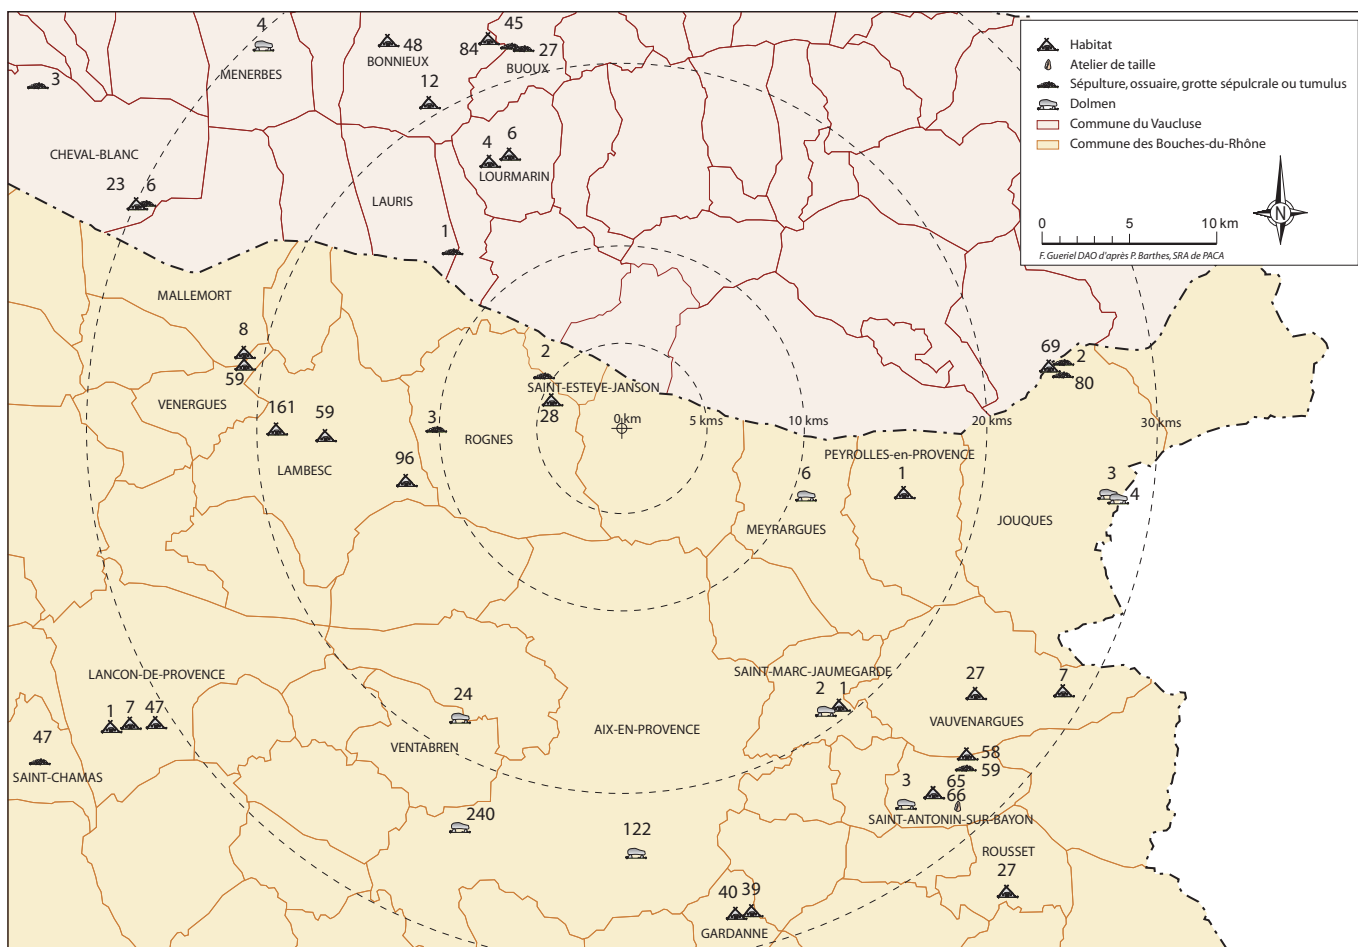 4
MENERBES
48
BONNIEUX
45
84
27
BUOUX
12
3
CHEVAL-BLANC
23
6
LAURIS
4
6
LOURMARIN
1
Habitat
Atelier de taille
Sépulture, ossuaire, grotte sépulcrale ou tumulus
Dolmen
Commune du Vaucluse
Commune des Bouches-du-Rhône
N
0
5
10 km
F. Gueriel DAO d'après P. Barthes, SRA de PACA
MALLEMORT
8
59
VENERGUES
161
59
LAMBESC
96
3
ROGNES
2
SAINT-ESTEVE-JANSON
28
0 km
5 kms
10 kms
20 kms
30 kms
69
2
80
PEYROLLES-en-PROVENCE
1
6
MEYRARGUES
JOUQUES
3
4
LANCON-DE-PROVENCE
1
7
47
47
SAINT-CHAMAS
24
VENTABREN
240
AIX-EN-PROVENCE
122
SAINT-MARC-JAUMEGARDE
2
1
27
7
VAUVENARGUES
58
59
3
65
66
SAINT-ANTONIN-SUR-BAYON
ROUSSET
27
40
39
GARDANNE